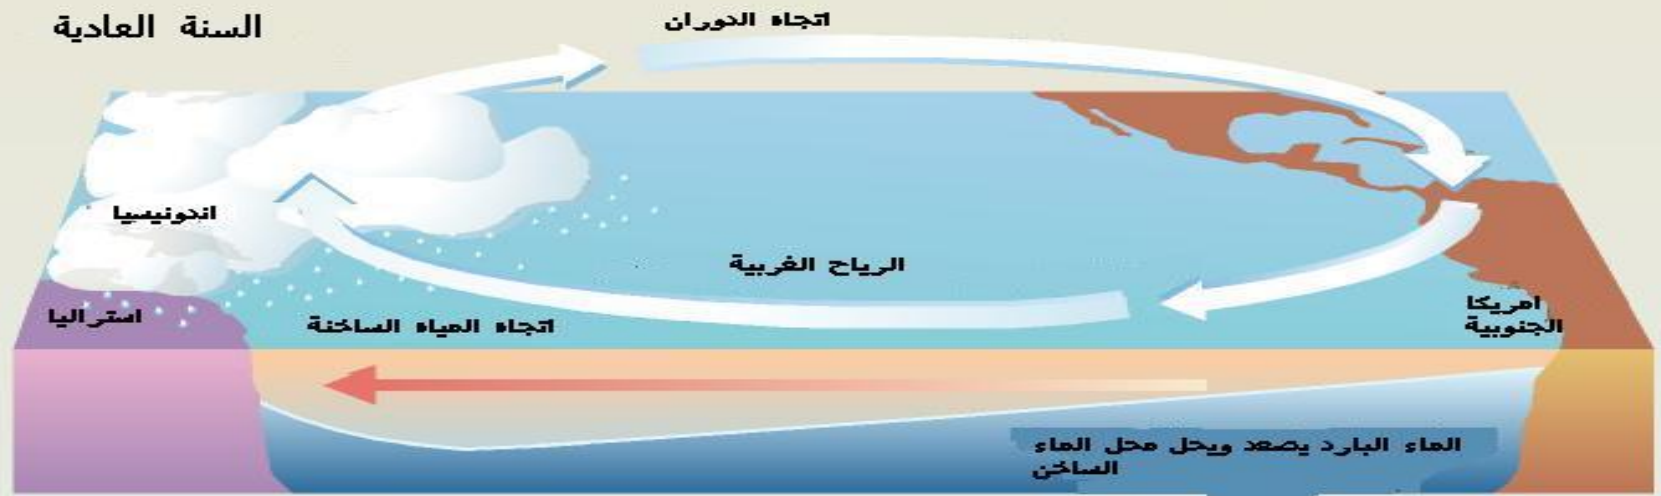 السنة العادية
اتجاه الدوران
اندونيسيا
الرياح الغربية
امريكا
الجنوبية
استراليا
اتجاه المياه الساخنة
الماء البارد يصعد ويحل محل الماء
الساخن